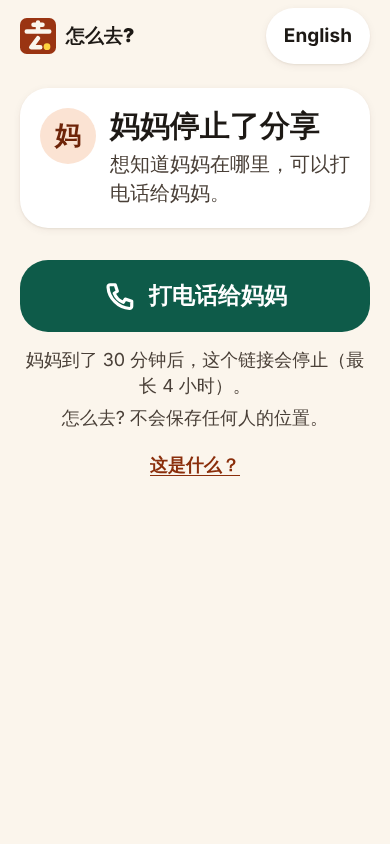 去
怎么去?
English
妈
妈妈停止了分享
想知道妈妈在哪里，可以打
电话给妈妈。
打电话给妈妈
妈妈到了 30 分钟后，这个链接会停止（最
长 4 小时）。
怎么去? 不会保存任何人的位置。
这是什么？